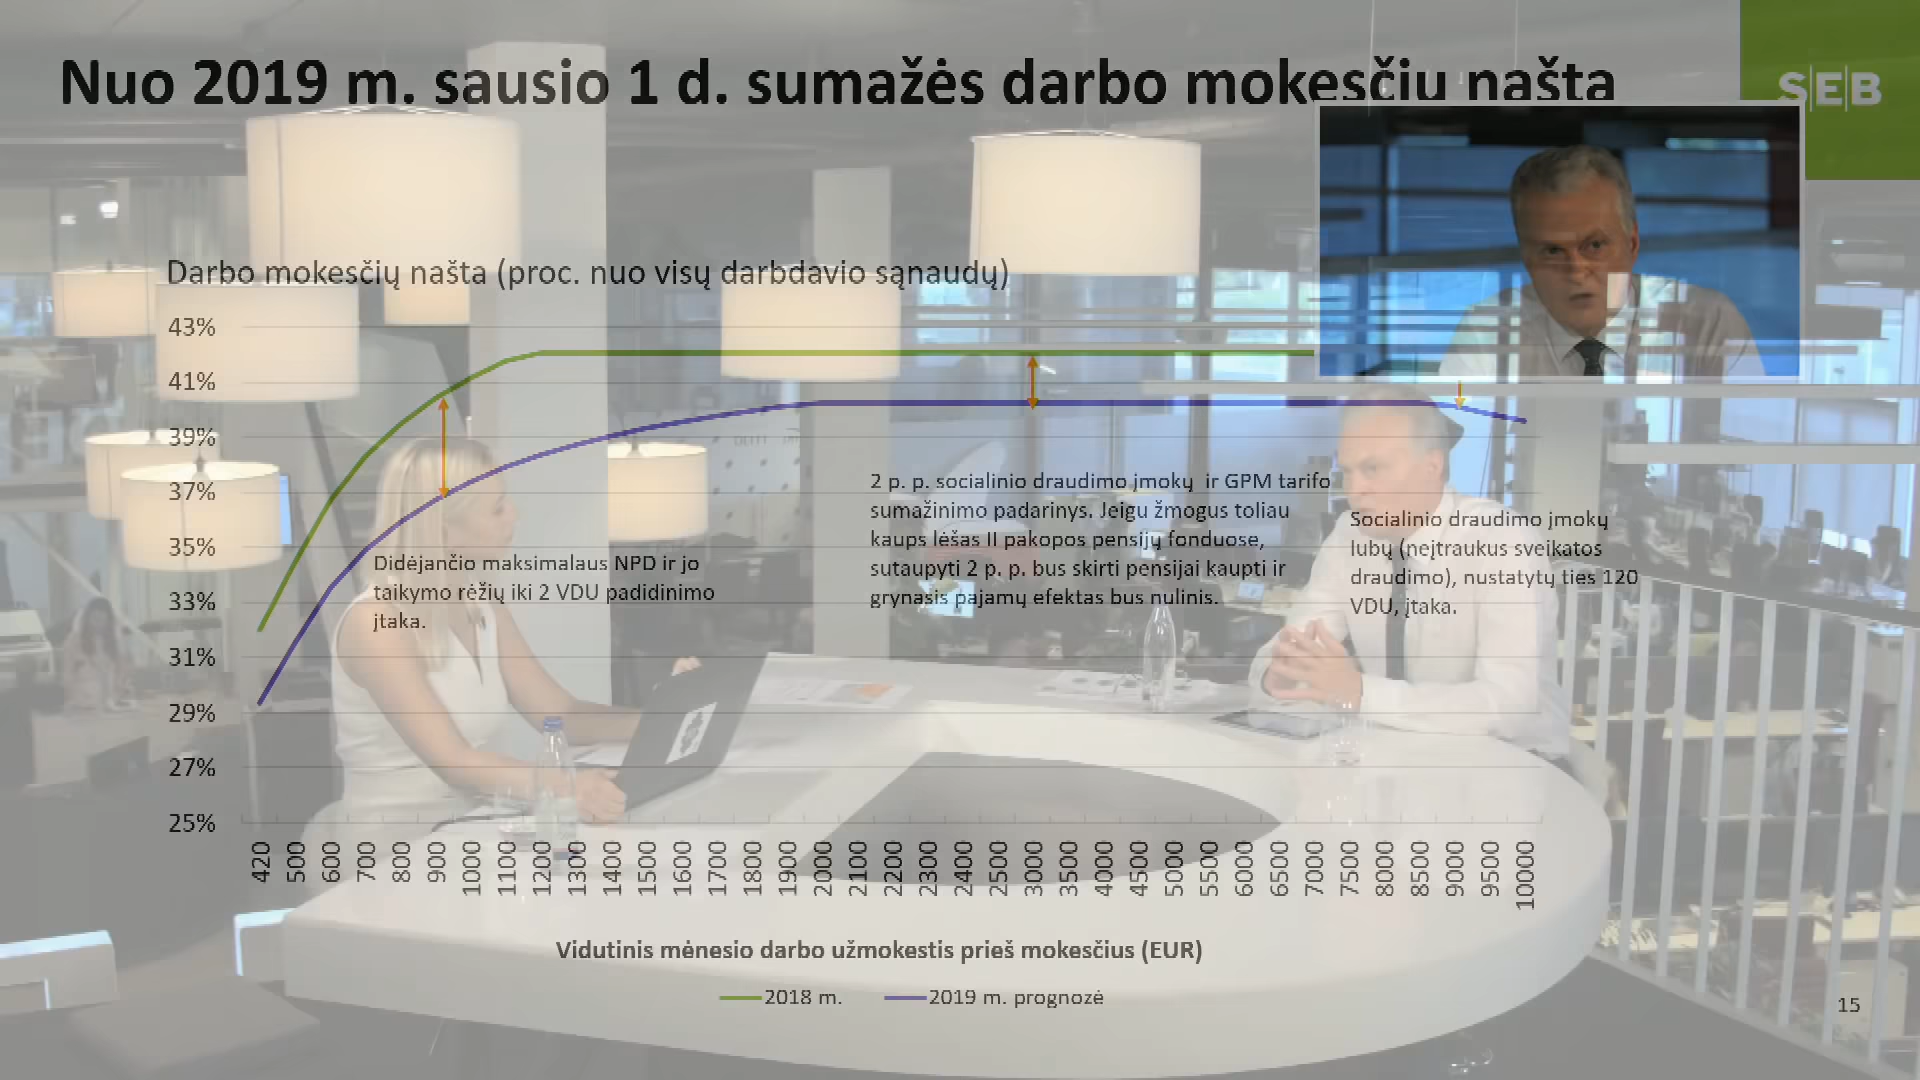 Nuo 2019 m. sausio 1 d. sumažės darbo mokesčių našta
SEB
Darbo mokesčių našta (proc. nuo visų darbdavio sąnaudų)
43%
41%
39%
37%
35%
33%
31%
29%
27%
25%
Didėjančio maksimalaus NPD ir jo
taikymo rėžių iki 2 VDU padidinimo
įtaka.
2 p. p. socialinio draudimo įmokų ir GPM tarifo
sumažinimo padarinys. Jeigu žmogus toliau
kaups lėšas II pakopos pensijų fonduose,
sutaupyti 2 p. p. bus skirti pensijai kaupti ir
grynasis pajamų efektas bus nulinis.
Socialinio draudimo įmokų
lubų (neįtraukus sveikatos
draudimo), nustatytų ties 120
VDU, įtaka.
420 500 600 700 800 900 1000 1100 1200 1300 1400 1500 1600 1700 1800 1900 2000 2100 2200 2300 2400 2500 3000 3500 4000 4500 5000 5500 6000 6500 7000 7500 8000 8500 9000 9500 10000
Vidutinis mėnesio darbo užmokestis prieš mokesčius (EUR)
2018 m. 2019 m. prognozė
15